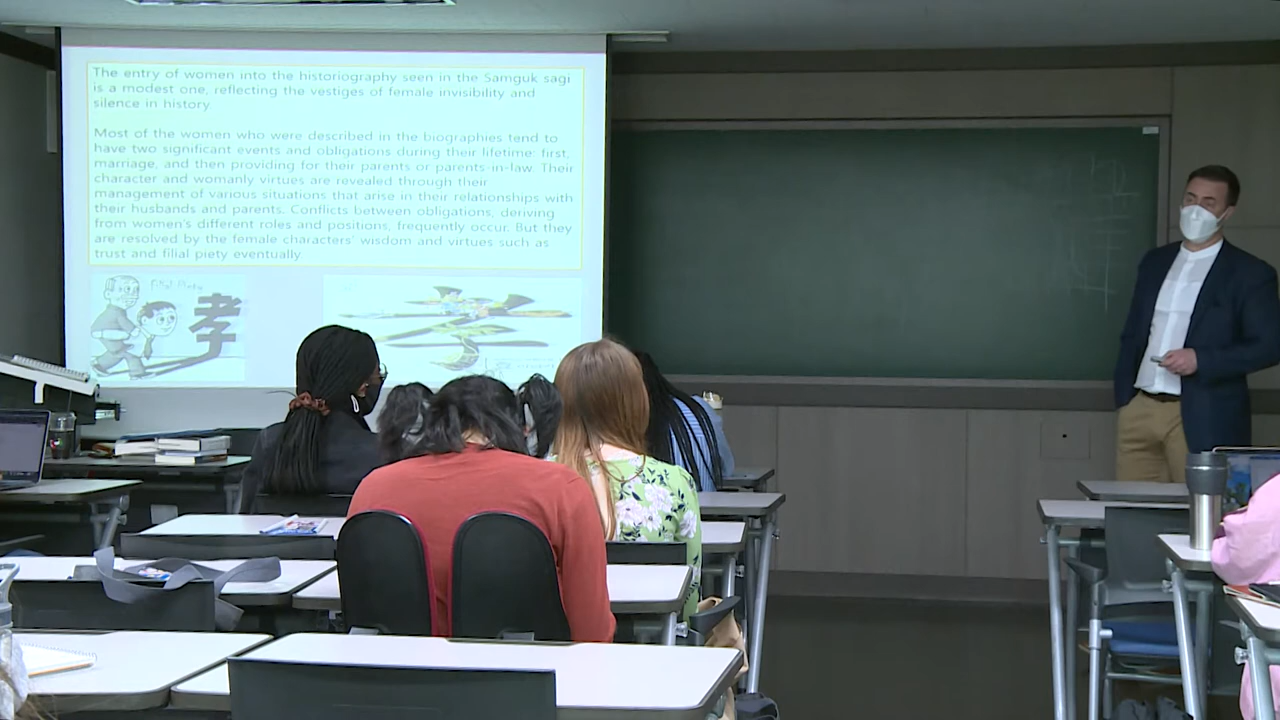 The entry of women into the historiography seen in the Samguk sagi
is a modest one, reflecting the vestiges of female invisibility and
silence in history.
Most of the women who were described in the biographies tend to
have two significant events and obligations during their lifetime: first,
marriage, and then providing for their parents or parents-in-law. Their
character and womanly virtues are revealed through their
management of various situations that arise in their relationships with
their husbands and parents. Conflicts between obligations, deriving
from women's different roles and positions, frequently occur. But they
are resolved by the female characters' wisdom and virtues such as
trust and filial piety eventually
Filial Piety
孝